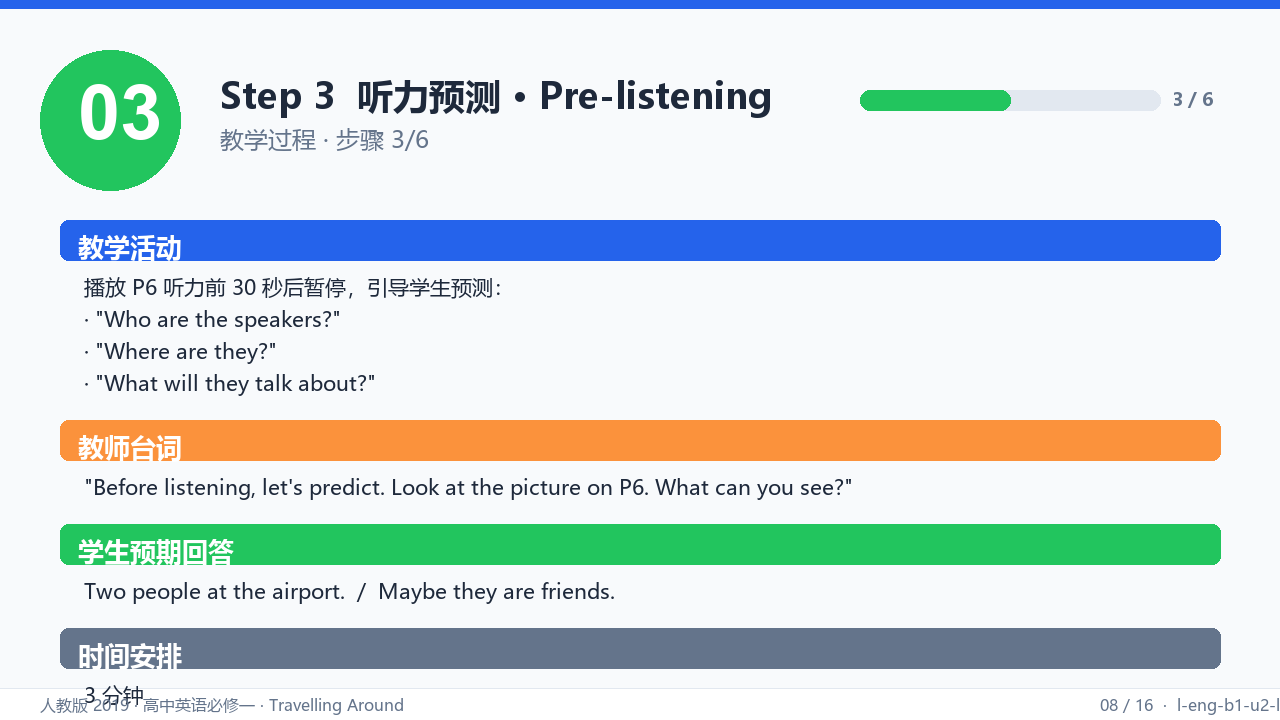 03
Step 3 听力预测 • Pre-listening
3 / 6
教学过程 · 步骤 3/6
教学活动
播放 P6 听力前 30 秒后暂停，引导学生预测：
· "Who are the speakers?"
· "Where are they?"
· "What will they talk about?"
教师台词
"Before listening, let's predict. Look at the picture on P6. What can you see?"
学生预期回答
Two people at the airport. / Maybe they are friends.
时间安排
3 分钟
人教版 2019 · 高中英语必修一 · Travelling Around
08 / 16 · l-eng-b1-u2-l